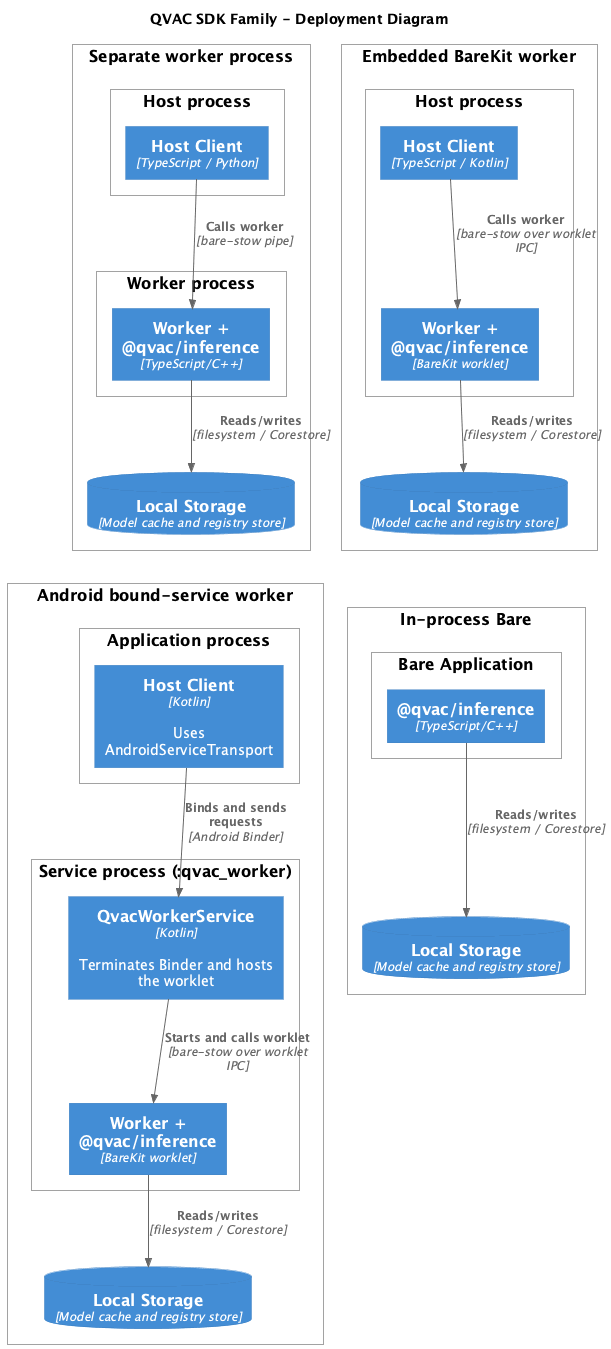 QVAC SDK Family – Deployment Diagram
Separate worker process
Host process
Host Client
[TypeScript / Python]
Calls worker
[bare-stow pipe]
Worker process
Worker +
@qvac/inference
[TypeScript/C++]
Reads/writes
[filesystem / Corestore]
Local Storage
[Model cache and registry store]
Embedded BareKit worker
Host process
Host Client
[TypeScript / Kotlin]
Calls worker
[bare-stow over worklet
IPC]
Worker +
@qvac/inference
[BareKit worklet]
Reads/writes
[filesystem / Corestore]
Local Storage
[Model cache and registry store]
Android bound-service worker
Application process
Host Client
[Kotlin]
Uses
AndroidServiceTransport
Binds and sends
requests
[Android Binder]
Service process (:qvac_worker)
QvacWorkerService
[Kotlin]
Terminates Binder and hosts
the worklet
Starts and calls worklet
[bare-stow over worklet
IPC]
Worker +
@qvac/inference
[BareKit worklet]
Reads/writes
[filesystem / Corestore]
Local Storage
[Model cache and registry store]
In-process Bare
Bare Application
@qvac/inference
[TypeScript/C++]
Reads/writes
[filesystem / Corestore]
Local Storage
[Model cache and registry store]